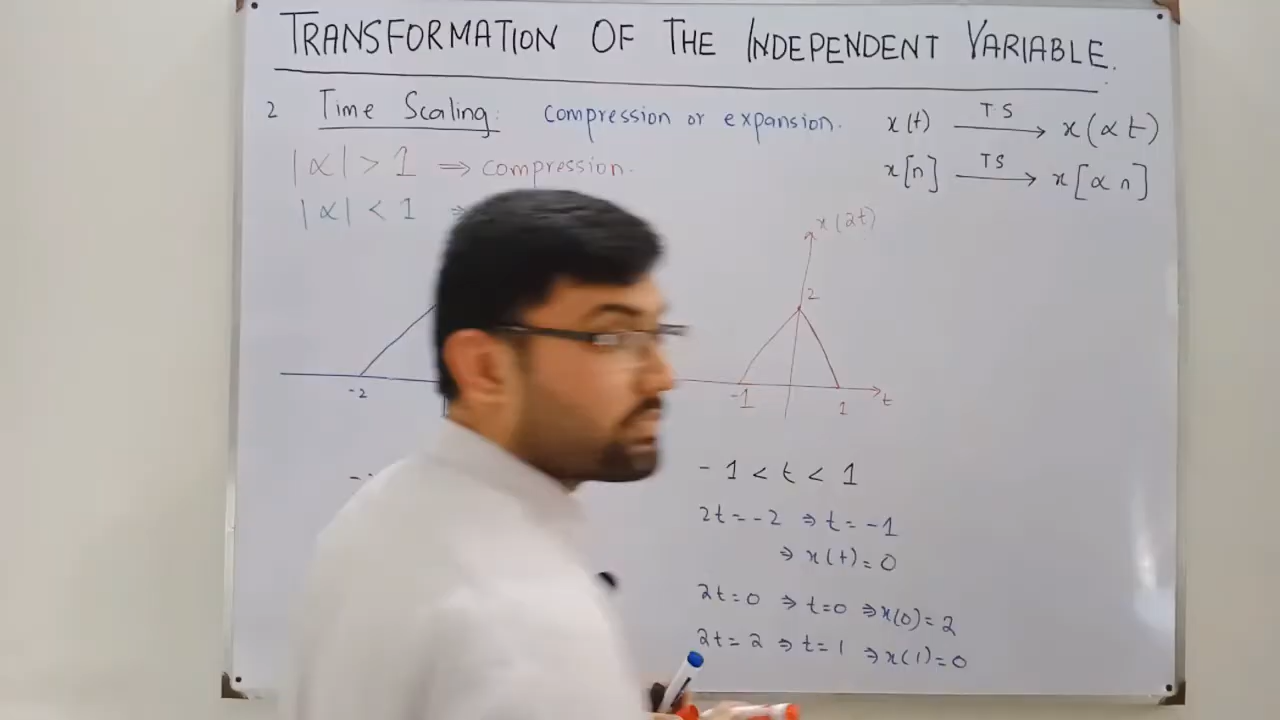 TRANSFORMATION OF THE INDEPENDENT VARIABLE.
2 Time Scaling: compression or expansion.
x(t) T.S → x(αt)
|α| > 1 ⇒ compression.
x[n] TS → x[αn]
|α| < 1 ⇒
x(2t)
2
-2
-1
1
t
-1 < t < 1
2t = -2 ⇒ t = -1
⇒ x(t) = 0
2t = 0 ⇒ t = 0 ⇒ x(0) = 2
2t = 2 ⇒ t = 1 ⇒ x(1) = 0